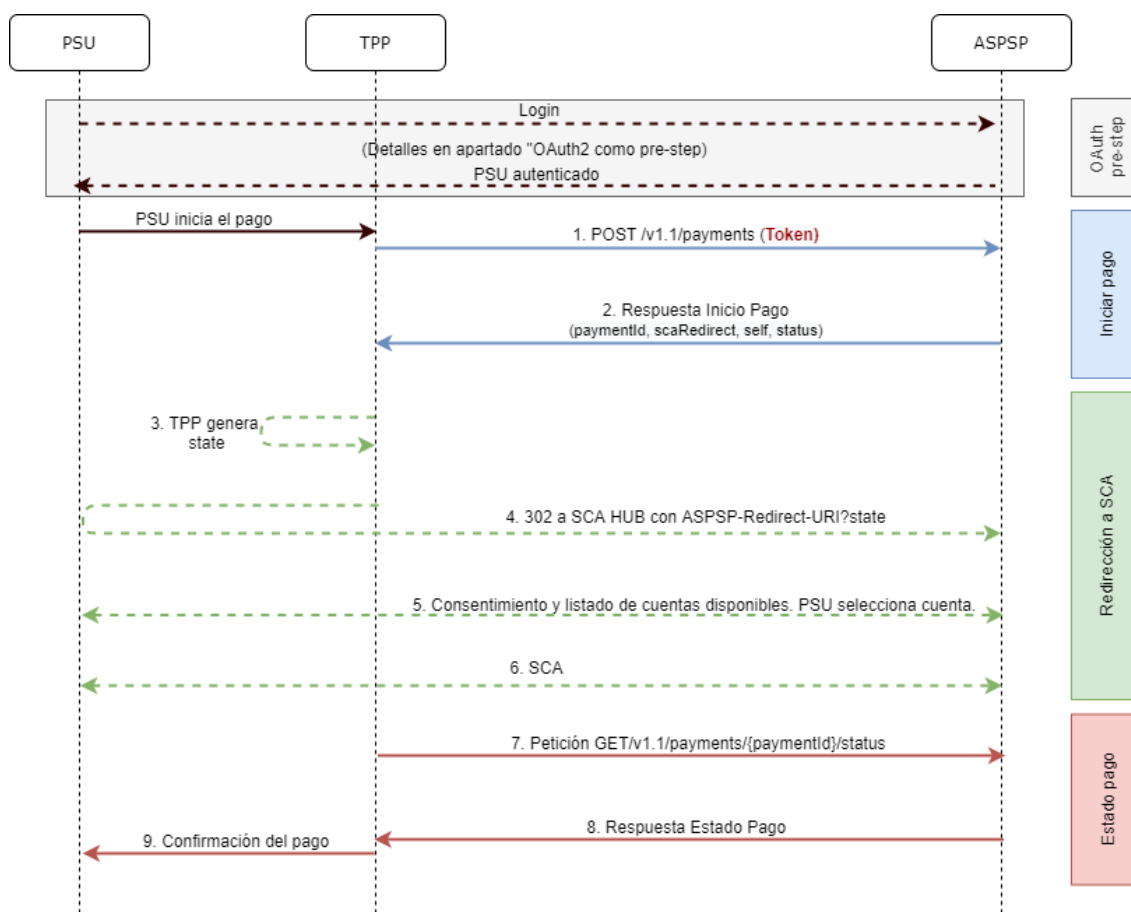 PSU
TPP
ASPSP
Login
(Detalles en apartado "OAuth2 como pre-step)
PSU autenticado
OAuth
pre-step
PSU inicia el pago
1. POST /v1.1/payments (Token)
2. Respuesta Inicio Pago
(paymentId, scaRedirect, self, status)
Iniciar pago
3. TPP genera
state
4. 302 a SCA HUB con ASPSP-Redirect-URI?state
5. Consentimiento y listado de cuentas disponibles. PSU selecciona cuenta.
6. SCA
Redirección a SCA
7. Petición GET/v1.1/payments/{paymentId}/status
8. Respuesta Estado Pago
9. Confirmación del pago
Estado pago